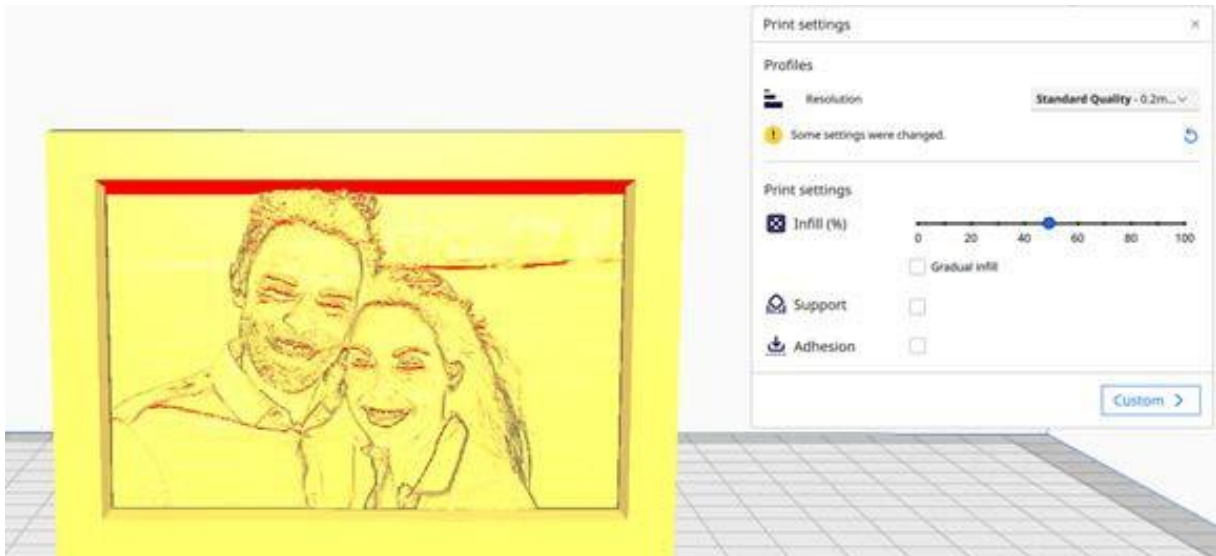 Print settings
Profiles
Resolution
Standard Quality - 0.2m...
Some settings were changed.
Print settings
Infill (%)
0 20 40 60 80 100
Gradual infill
Support
Adhesion
Custom